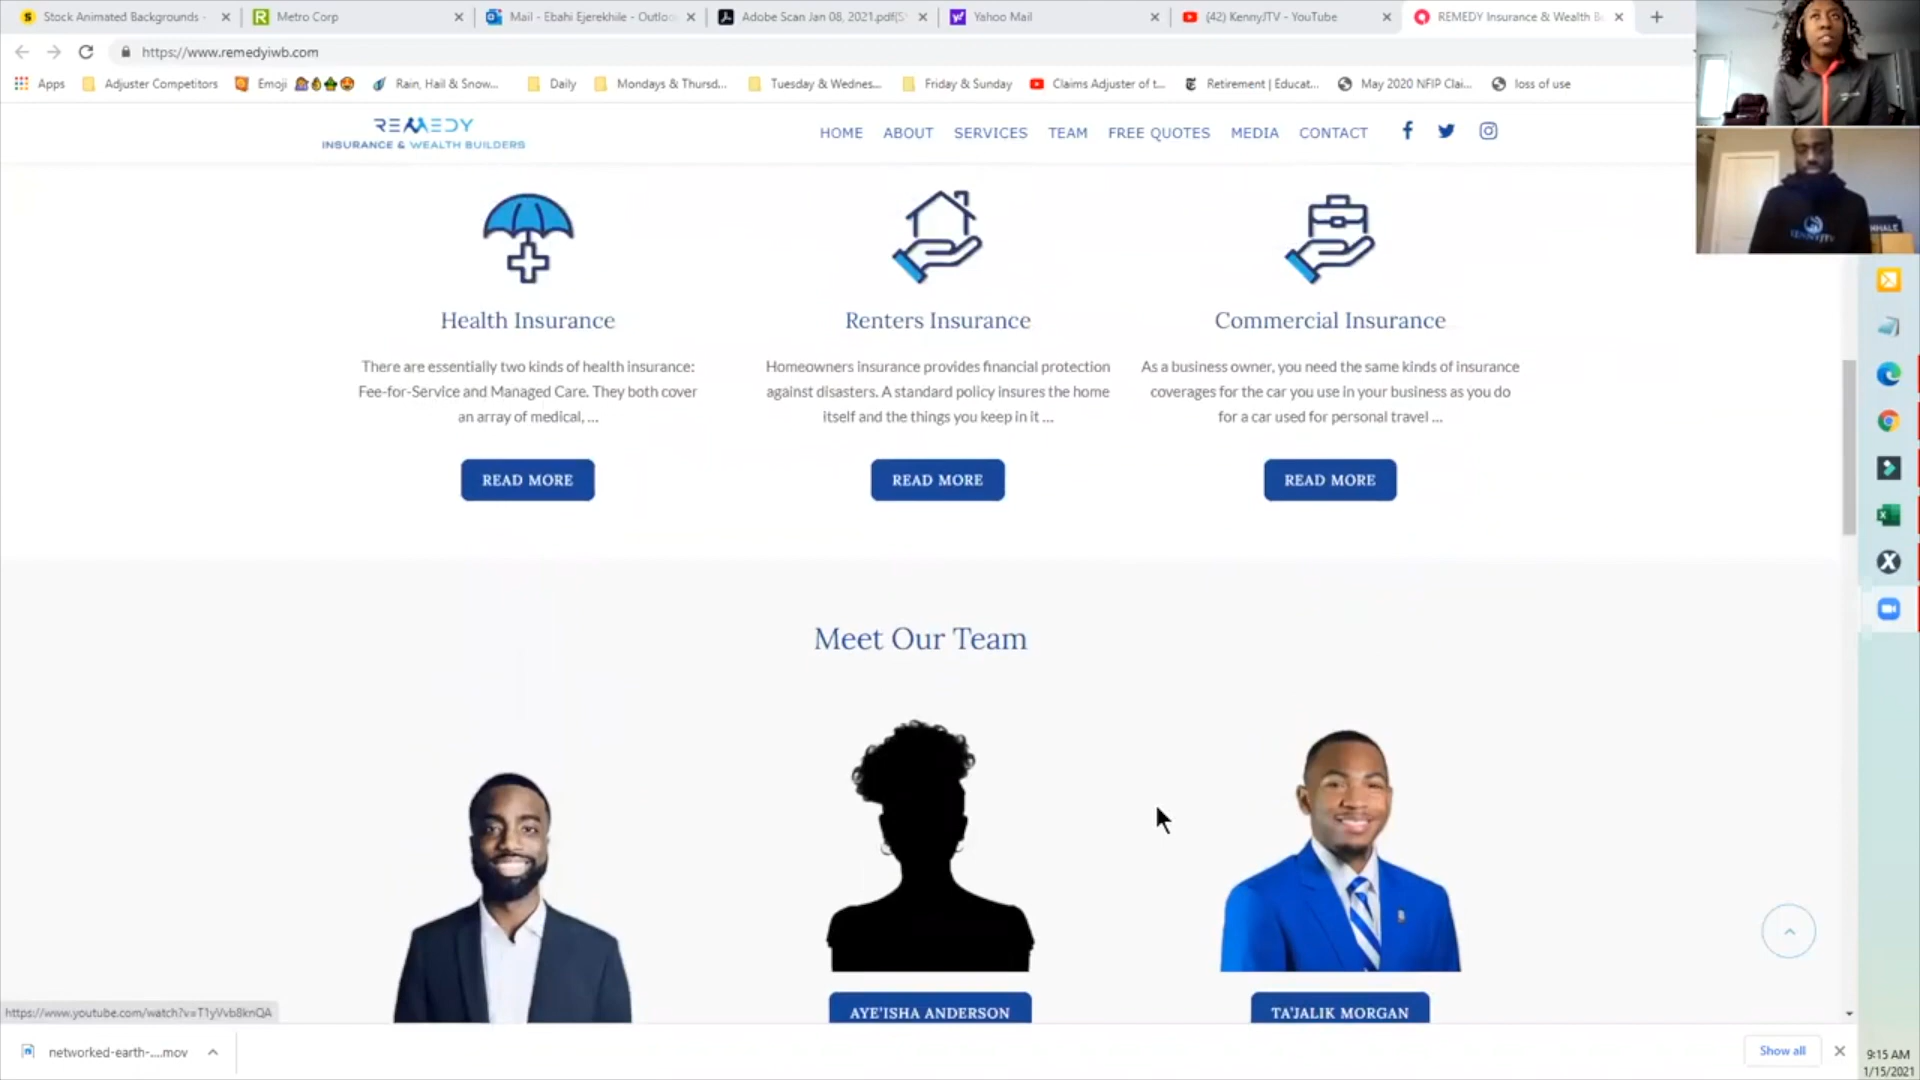 Stock Animated Backgrounds -
Metro Corp
Mail - Ebahi Ejerekhile - Outloo
Adobe Scan Jan 08, 2021.pdf(S
Yahoo Mail
(42) KennyJTV - YouTube
REMEDY Insurance & Wealth B
https://www.remedyiwb.com
Apps
Adjuster Competitors
Emoji
Rain, Hail & Snow...
Daily
Mondays & Thursd...
Tuesday & Wednes...
Friday & Sunday
Claims Adjuster of t...
Retirement | Educat...
May 2020 NFIP Clai...
loss of use
REMEDY
INSURANCE & WEALTH BUILDERS
HOME ABOUT SERVICES TEAM FREE QUOTES MEDIA CONTACT
Health Insurance
There are essentially two kinds of health insurance:
Fee-for-Service and Managed Care. They both cover
an array of medical, ...
READ MORE
Renters Insurance
Homeowners insurance provides financial protection
against disasters. A standard policy insures the home
itself and the things you keep in it ...
READ MORE
Commercial Insurance
As a business owner, you need the same kinds of insurance
coverages for the car you use in your business as you do
for a car used for personal travel ...
READ MORE
Meet Our Team
AYE'ISHA ANDERSON
TA'JALIK MORGAN
https://www.youtube.com/watch?v=T1yVvb8knQA
networked-earth-....mov
Show all
9:15 AM
1/15/2021